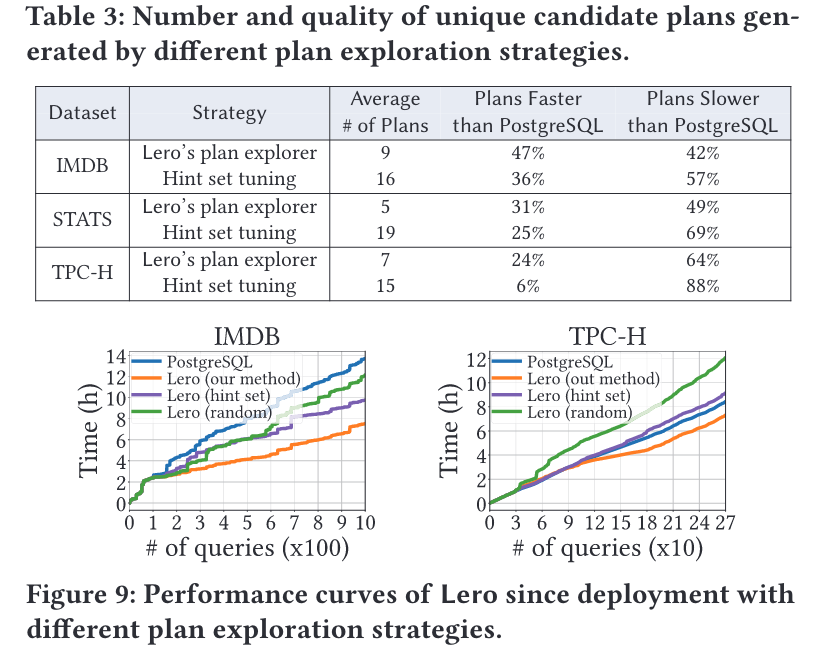 Table 3: Number and quality of unique candidate plans gen-
erated by different plan exploration strategies.
Dataset Strategy Average # of Plans Plans Faster than PostgreSQL Plans Slower than PostgreSQL
IMDB Lero's plan explorer 9 47% 42%
Hint set tuning 16 36% 57%
STATS Lero's plan explorer 5 31% 49%
Hint set tuning 19 25% 69%
TPC-H Lero's plan explorer 7 24% 64%
Hint set tuning 15 6% 88%
IMDB
Time (h)
14
12
10
8
6
4
2
0
PostgreSQL
Lero (our method)
Lero (hint set)
Lero (random)
0 1 2 3 4 5 6 7 8 9 10
# of queries (x100)
TPC-H
Time (h)
12
10
8
6
4
2
0
PostgreSQL
Lero (out method)
Lero (hint set)
Lero (random)
0 3 6 9 12 15 18 21 24 27
# of queries (x10)
Figure 9: Performance curves of Lero since deployment with
different plan exploration strategies.